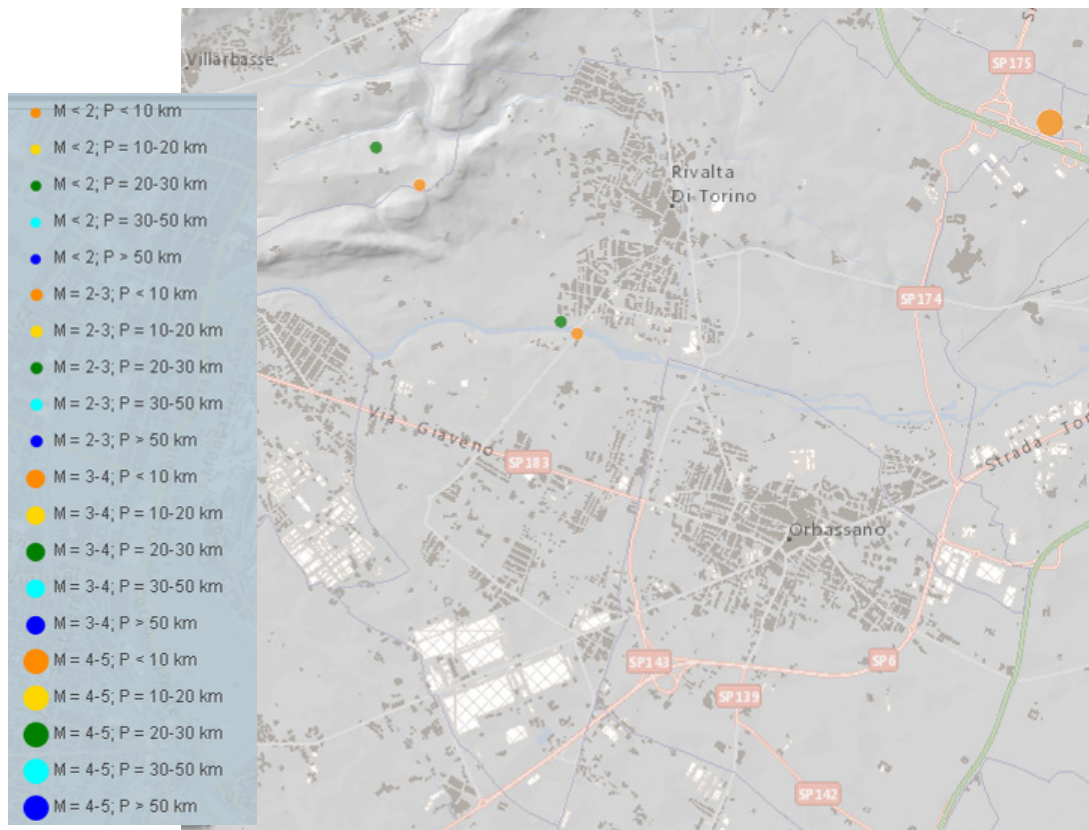 M < 2; P < 10 km
M < 2; P = 10-20 km
M < 2; P = 20-30 km
M < 2; P = 30-50 km
M < 2; P > 50 km
M = 2-3; P < 10 km
M = 2-3; P = 10-20 km
M = 2-3; P = 20-30 km
M = 2-3; P = 30-50 km
M = 2-3; P > 50 km
M = 3-4; P < 10 km
M = 3-4; P = 10-20 km
M = 3-4; P = 20-30 km
M = 3-4; P = 30-50 km
M = 3-4; P > 50 km
M = 4-5; P < 10 km
M = 4-5; P = 10-20 km
M = 4-5; P = 20-30 km
M = 4-5; P = 30-50 km
M = 4-5; P > 50 km
Villarbasse
SP175
Rivalta
Di Torino
SP174
Via Giaveno
SP183
Strada Tor
Orbassano
SP143
SP6
SP139
SP142